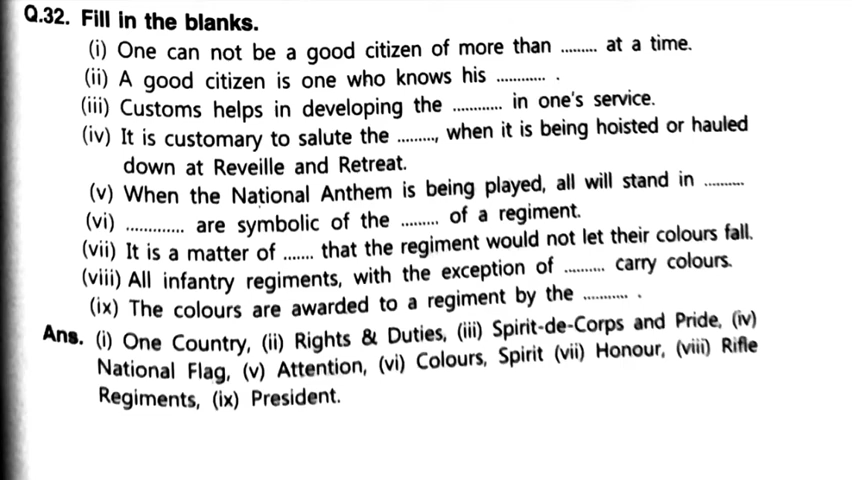 Q.32. Fill in the blanks.
(i) One can not be a good citizen of more than ......... at a time.
(ii) A good citizen is one who knows his ............ .
(iii) Customs helps in developing the ............ in one's service.
(iv) It is customary to salute the ........., when it is being hoisted or hauled
down at Reveille and Retreat.
(v) When the National Anthem is being played, all will stand in ..........
(vi) .............. are symbolic of the ......... of a regiment.
(vii) It is a matter of ....... that the regiment would not let their colours fall.
(viii) All infantry regiments, with the exception of .......... carry colours.
(ix) The colours are awarded to a regiment by the ........... .
Ans. (i) One Country, (ii) Rights & Duties, (iii) Spirit-de-Corps and Pride, (iv)
National Flag, (v) Attention, (vi) Colours, Spirit (vii) Honour, (viii) Rifle
Regiments, (ix) President.